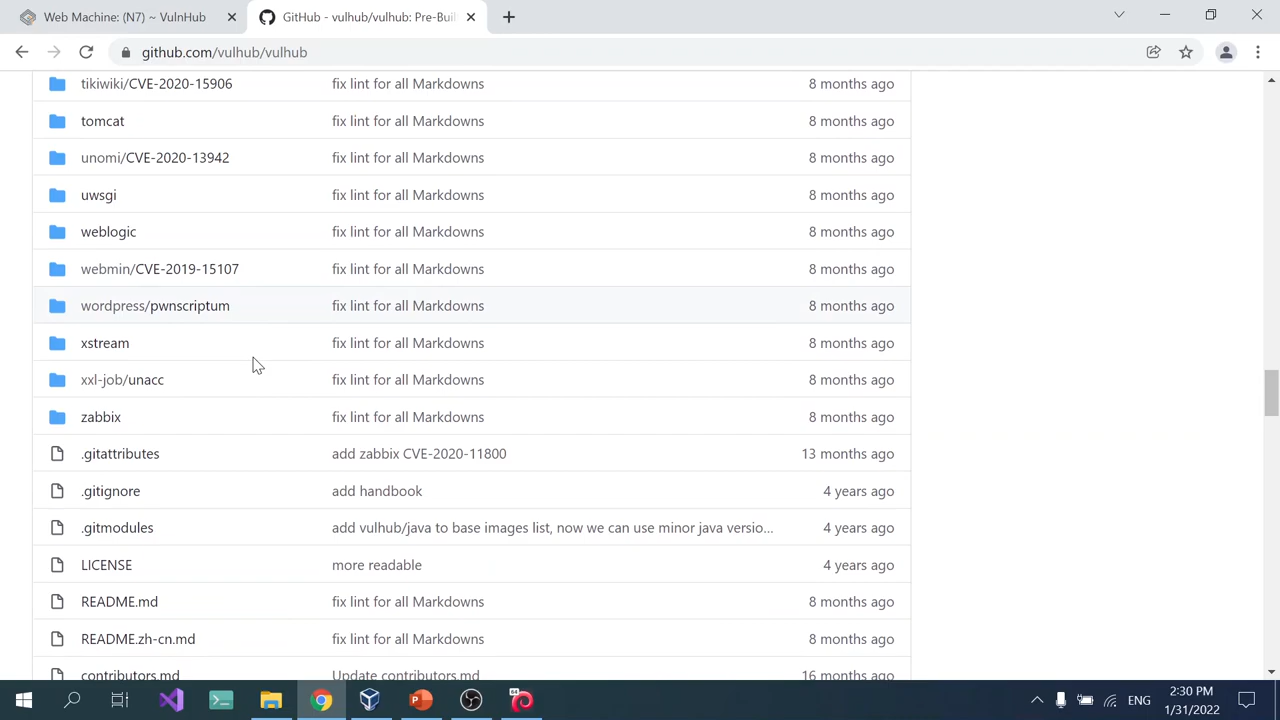 Web Machine: (N7) ~ VulnHub
GitHub - vulhub/vulhub: Pre-Buil
github.com/vulhub/vulhub
tikiwiki/CVE-2020-15906 fix lint for all Markdowns 8 months ago
tomcat fix lint for all Markdowns 8 months ago
unomi/CVE-2020-13942 fix lint for all Markdowns 8 months ago
uwsgi fix lint for all Markdowns 8 months ago
weblogic fix lint for all Markdowns 8 months ago
webmin/CVE-2019-15107 fix lint for all Markdowns 8 months ago
wordpress/pwnscriptum fix lint for all Markdowns 8 months ago
xstream fix lint for all Markdowns 8 months ago
xxl-job/unacc fix lint for all Markdowns 8 months ago
zabbix fix lint for all Markdowns 8 months ago
.gitattributes add zabbix CVE-2020-11800 13 months ago
.gitignore add handbook 4 years ago
.gitmodules add vulhub/java to base images list, now we can use minor java versio... 4 years ago
LICENSE more readable 4 years ago
README.md fix lint for all Markdowns 8 months ago
README.zh-cn.md fix lint for all Markdowns 8 months ago
contributors.md Update contributors.md 16 months ago
64
ENG
2:30 PM
1/31/2022